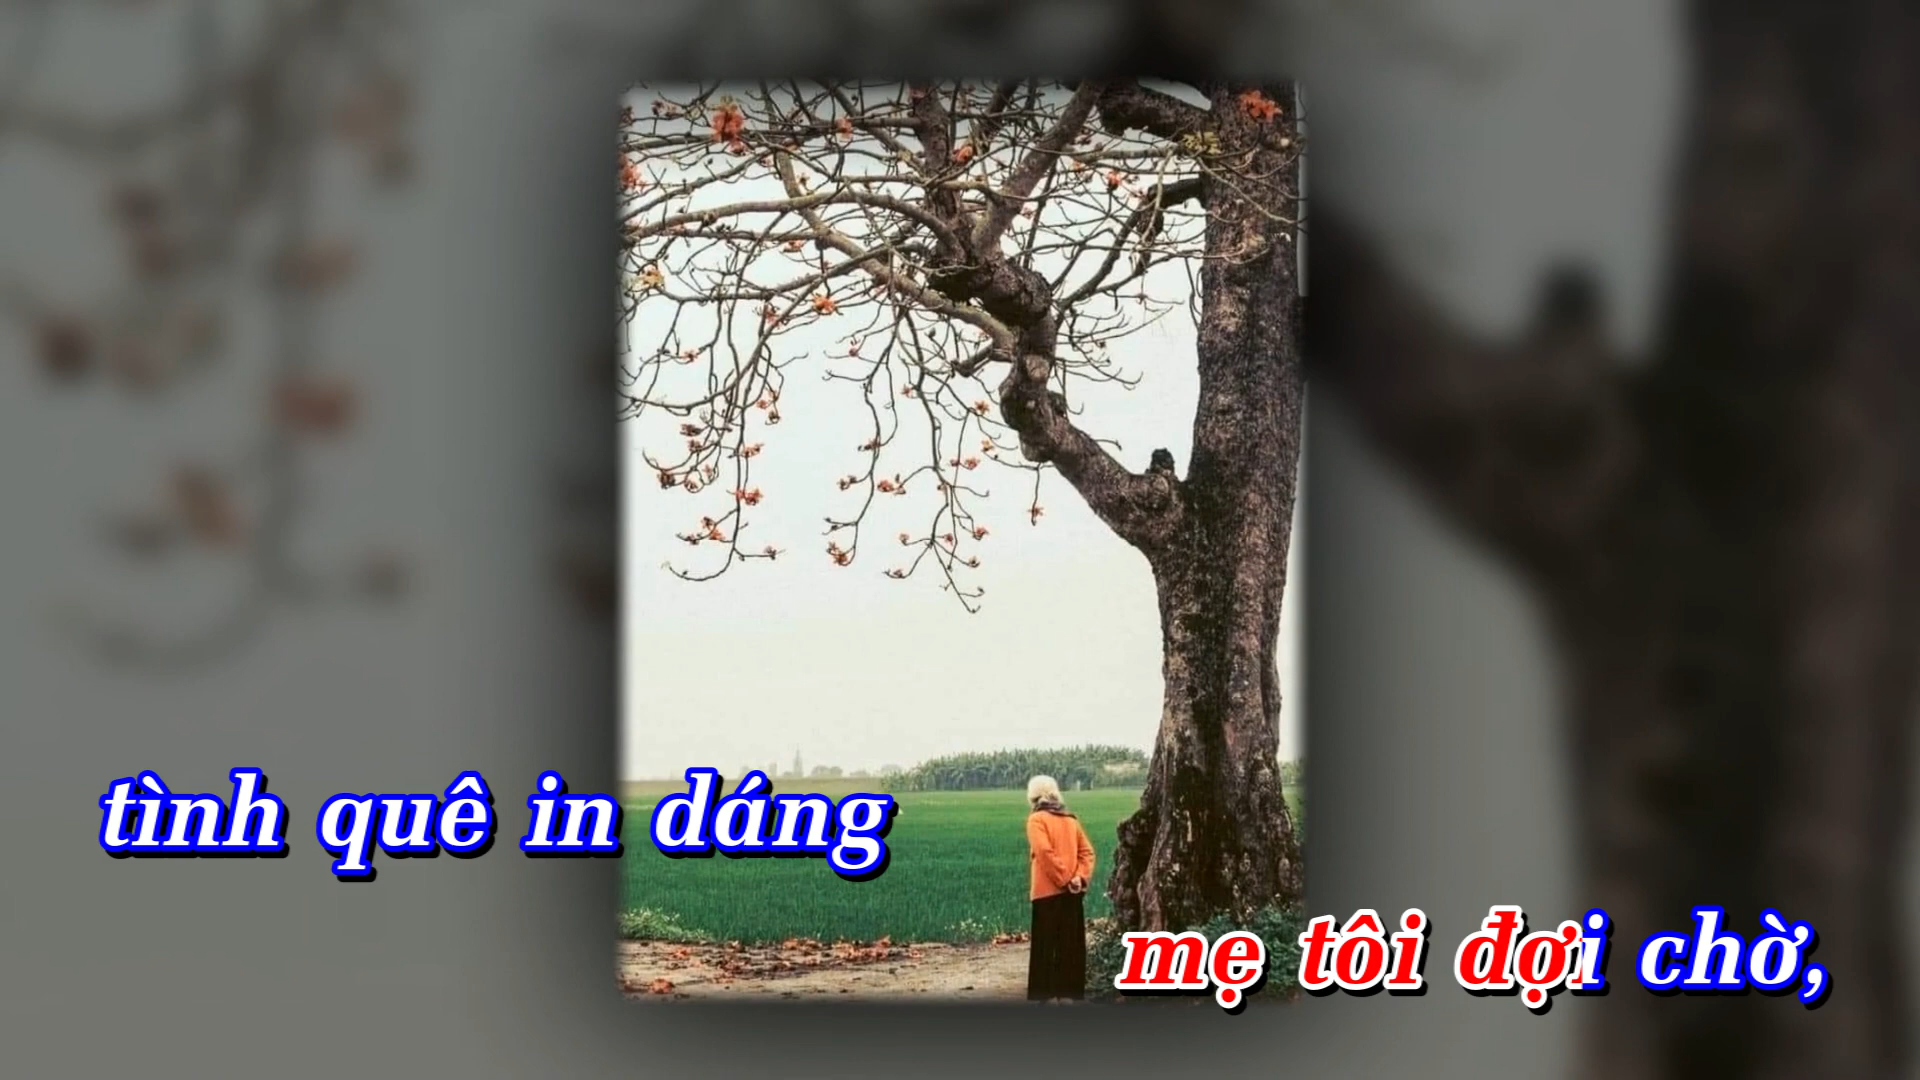 tình quê in dáng
mẹ tôi đợi chờ,